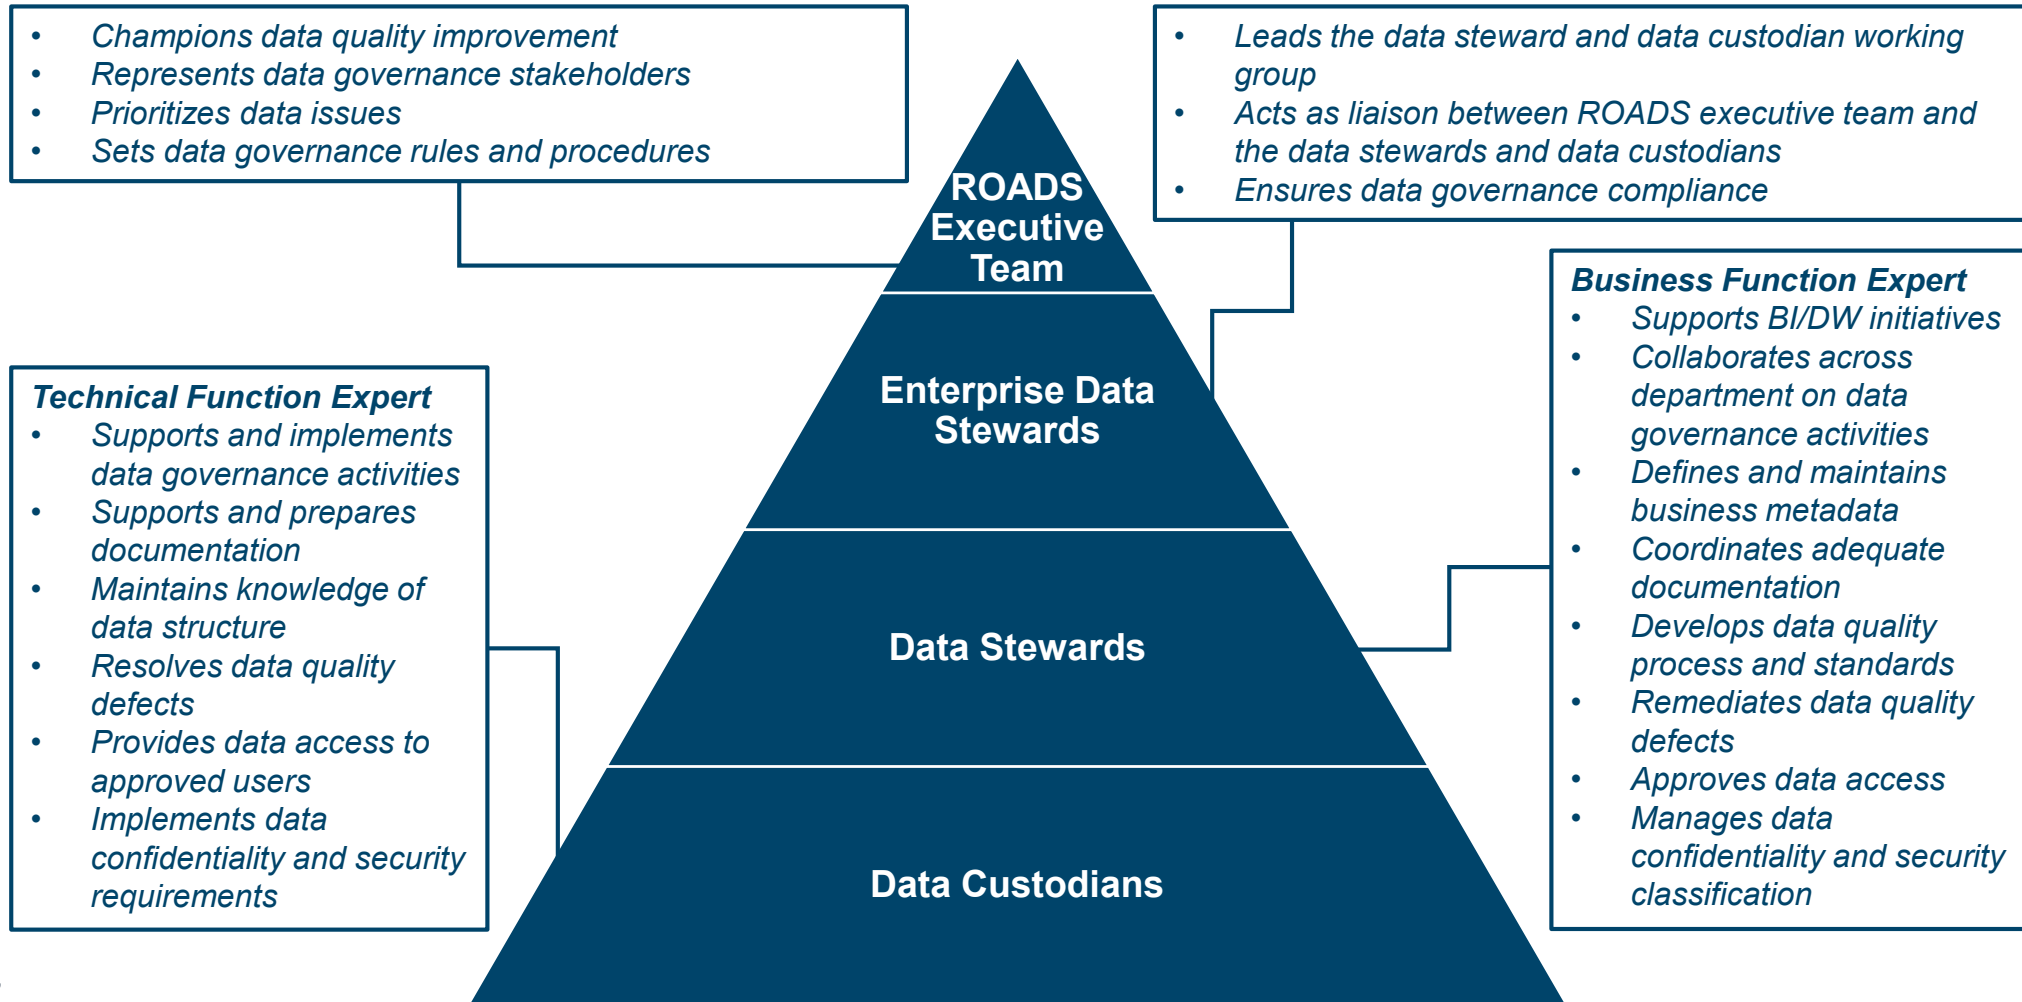 • Champions data quality improvement
• Represents data governance stakeholders
• Prioritizes data issues
• Sets data governance rules and procedures
• Leads the data steward and data custodian working
group
• Acts as liaison between ROADS executive team and
the data stewards and data custodians
• Ensures data governance compliance
ROADS
Executive
Team
Enterprise Data
Stewards
Data Stewards
Data Custodians
Technical Function Expert
• Supports and implements
data governance activities
• Supports and prepares
documentation
• Maintains knowledge of
data structure
• Resolves data quality
defects
• Provides data access to
approved users
• Implements data
confidentiality and security
requirements
Business Function Expert
• Supports BI/DW initiatives
• Collaborates across
department on data
governance activities
• Defines and maintains
business metadata
• Coordinates adequate
documentation
• Develops data quality
process and standards
• Remediates data quality
defects
• Approves data access
• Manages data
confidentiality and security
classification